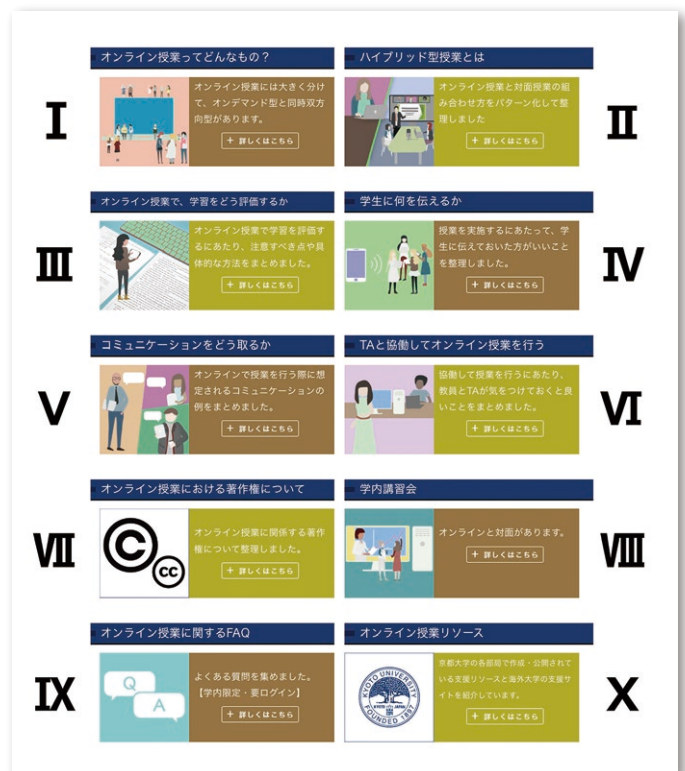 オンライン授業ってどんなもの？
I
オンライン授業には大きく分け
て、オンデマンド型と同時双方
向型があります。
+ 詳しくはこちら
ハイブリッド型授業とは
II
オンライン授業と対面授業の組
み合わせ方をパターン化して整
理しました
+ 詳しくはこちら
オンライン授業で、学習をどう評価するか
III
オンライン授業で学習を評価す
るにあたり、注意すべき点や具
体的な方法をまとめました。
+ 詳しくはこちら
学生に何を伝えるか
IV
授業を実施するにあたって、学
生に伝えておいた方がいいこと
を整理しました。
+ 詳しくはこちら
コミュニケーションをどう取るか
V
オンラインで授業を行う際に想
定されるコミュニケーションの
例をまとめました。
+ 詳しくはこちら
TAと協働してオンライン授業を行う
VI
協働して授業を行うにあたり、
教員とTAが気をつけておくと良
いことをまとめました。
+ 詳しくはこちら
オンライン授業における著作権について
VII
C
cc
オンライン授業に関係する著作
権について整理しました。
+ 詳しくはこちら
学内講習会
VIII
オンラインと対面があります。
+ 詳しくはこちら
オンライン授業に関するFAQ
IX
Q
A
よくある質問を集めました。
【学内限定・要ログイン】
+ 詳しくはこちら
オンライン授業リソース
X
KYOTO UNIVERSITY
KYOTO JAPAN
FOUNDED 1897
京都大学の各部局で作成・公開されて
いる支援リソースと海外大学の支援サ
イトを紹介しています。
+ 詳しくはこちら